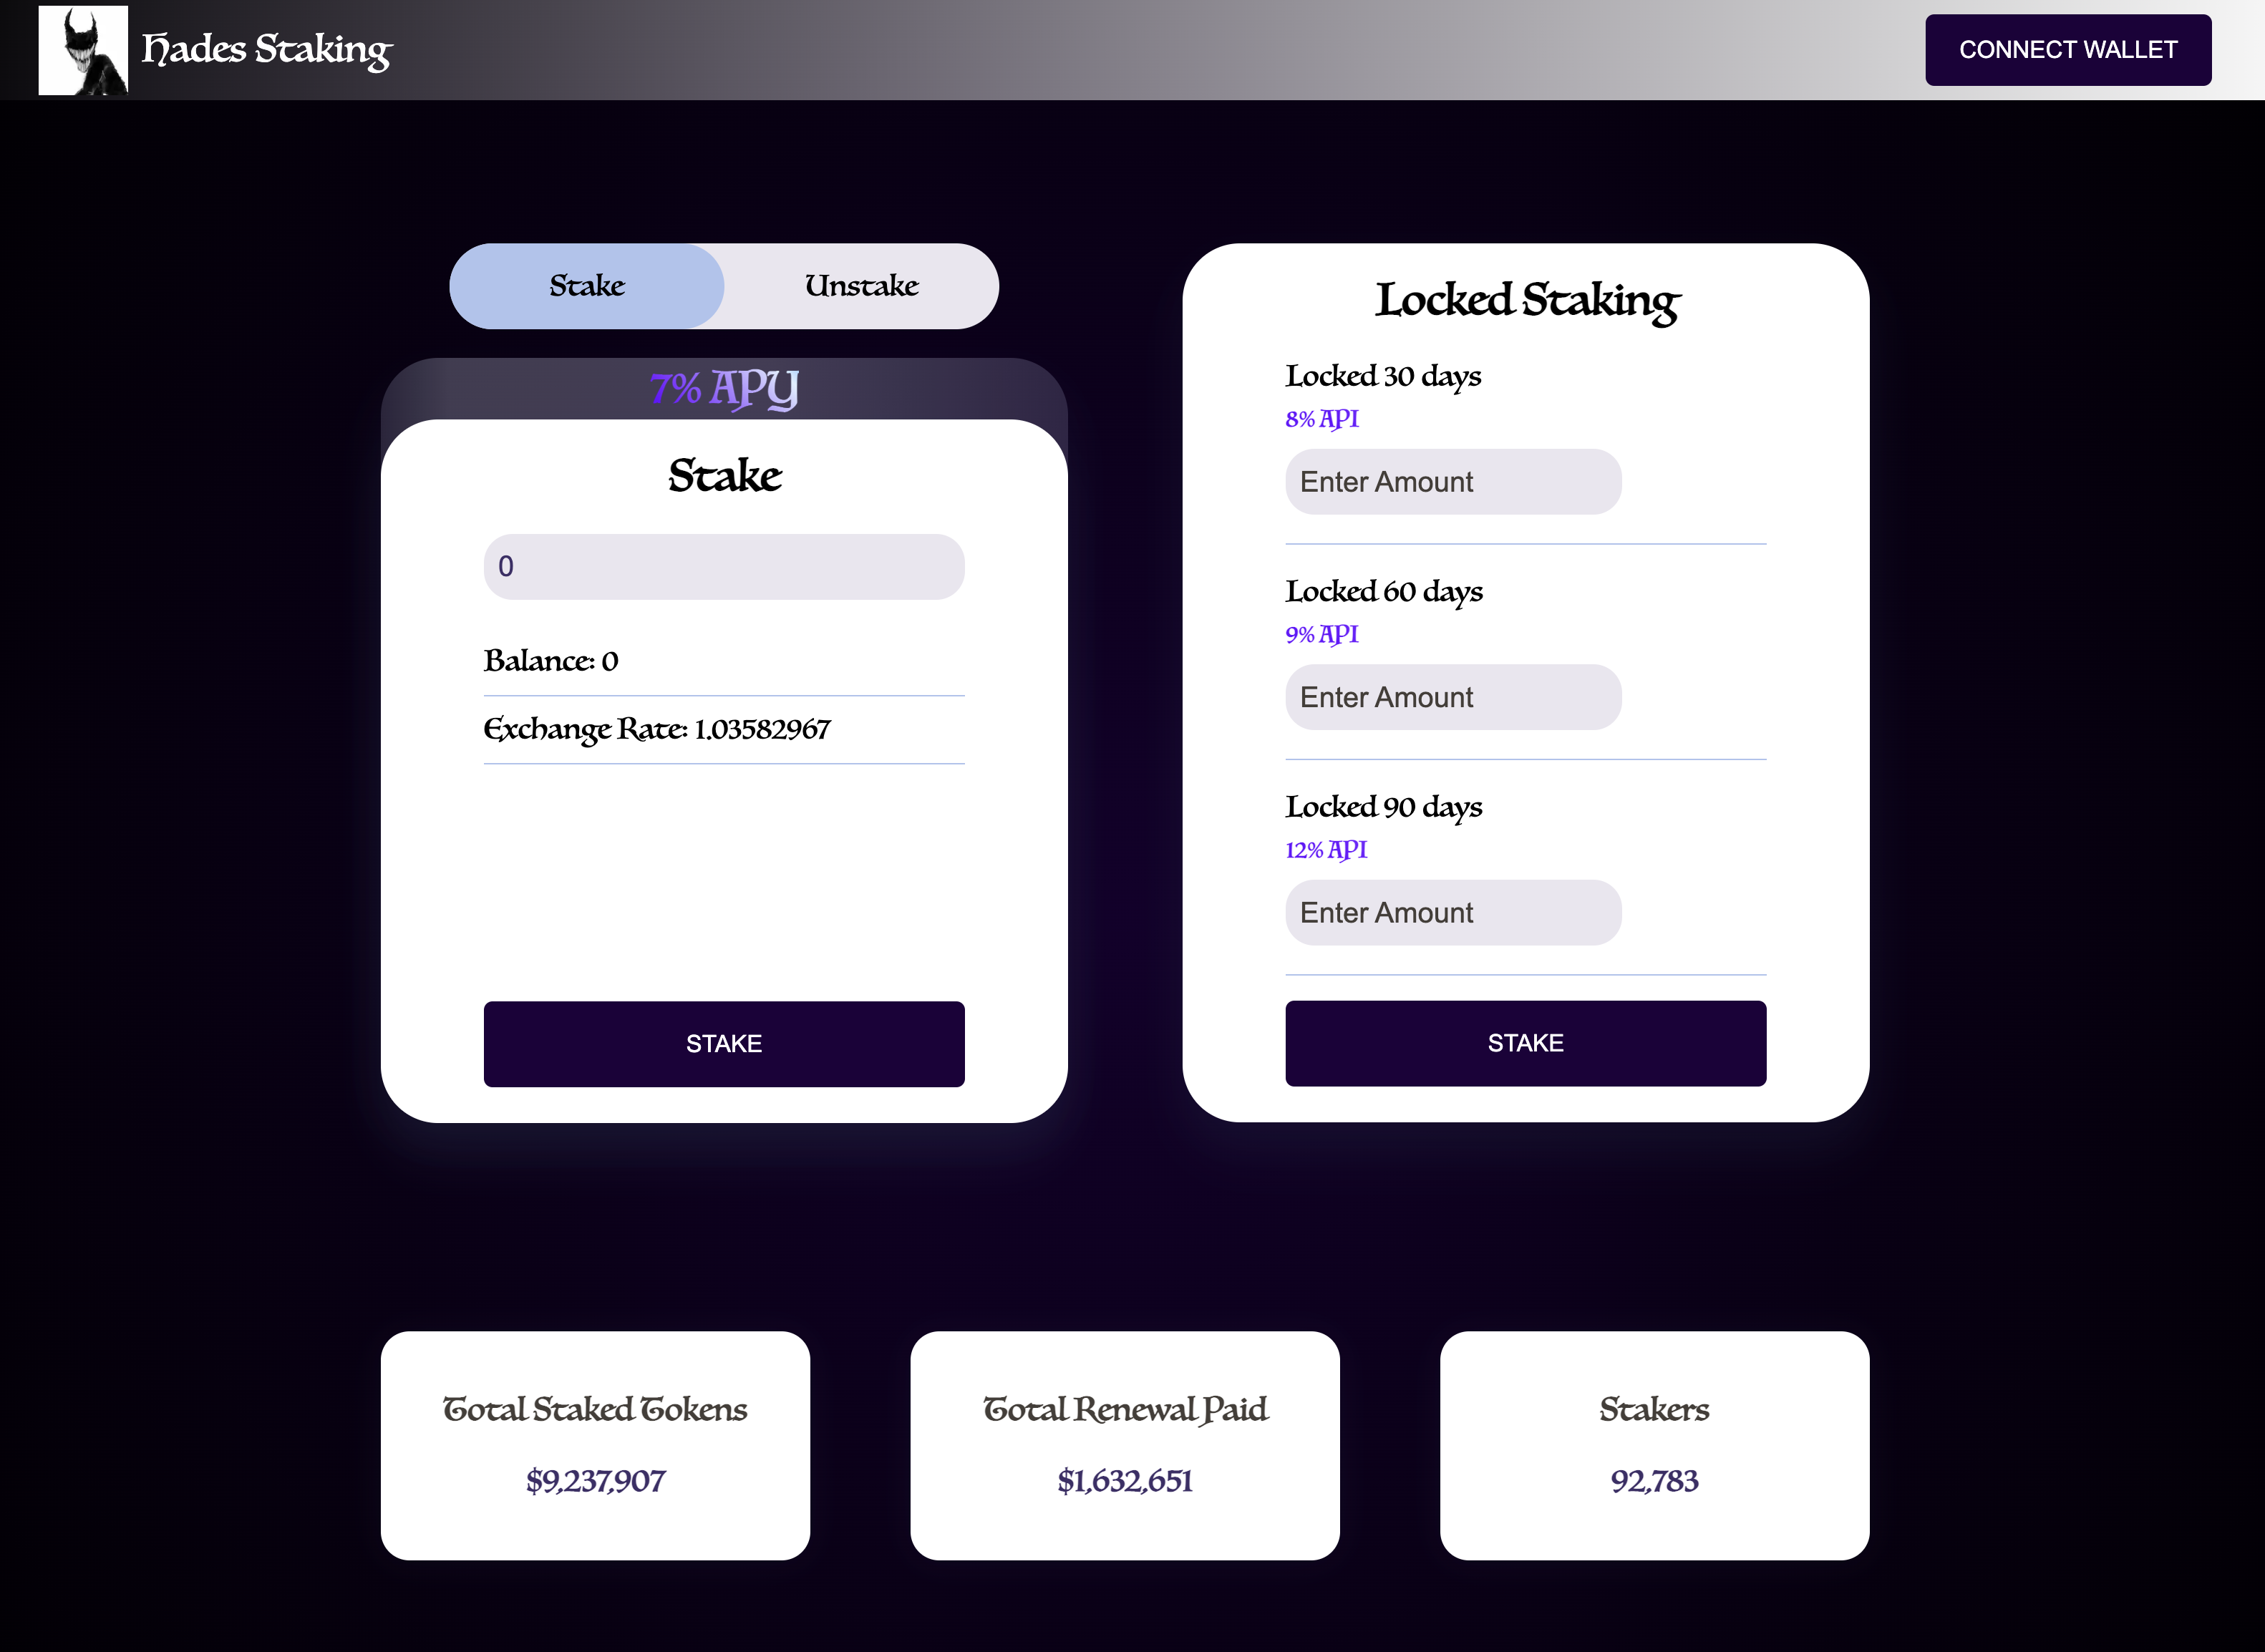 Hades Staking
CONNECT WALLET
Stake
Unstake
7% APY
Stake
0
Balance: 0
Exchange Rate: 1.03582967
STAKE
Locked Staking
Locked 30 days
8% API
Enter Amount
Locked 60 days
9% API
Enter Amount
Locked 90 days
12% API
Enter Amount
STAKE
Total Staked Tokens
$9,237,907
Total Renewal Paid
$1,632,651
Stakers
92,783